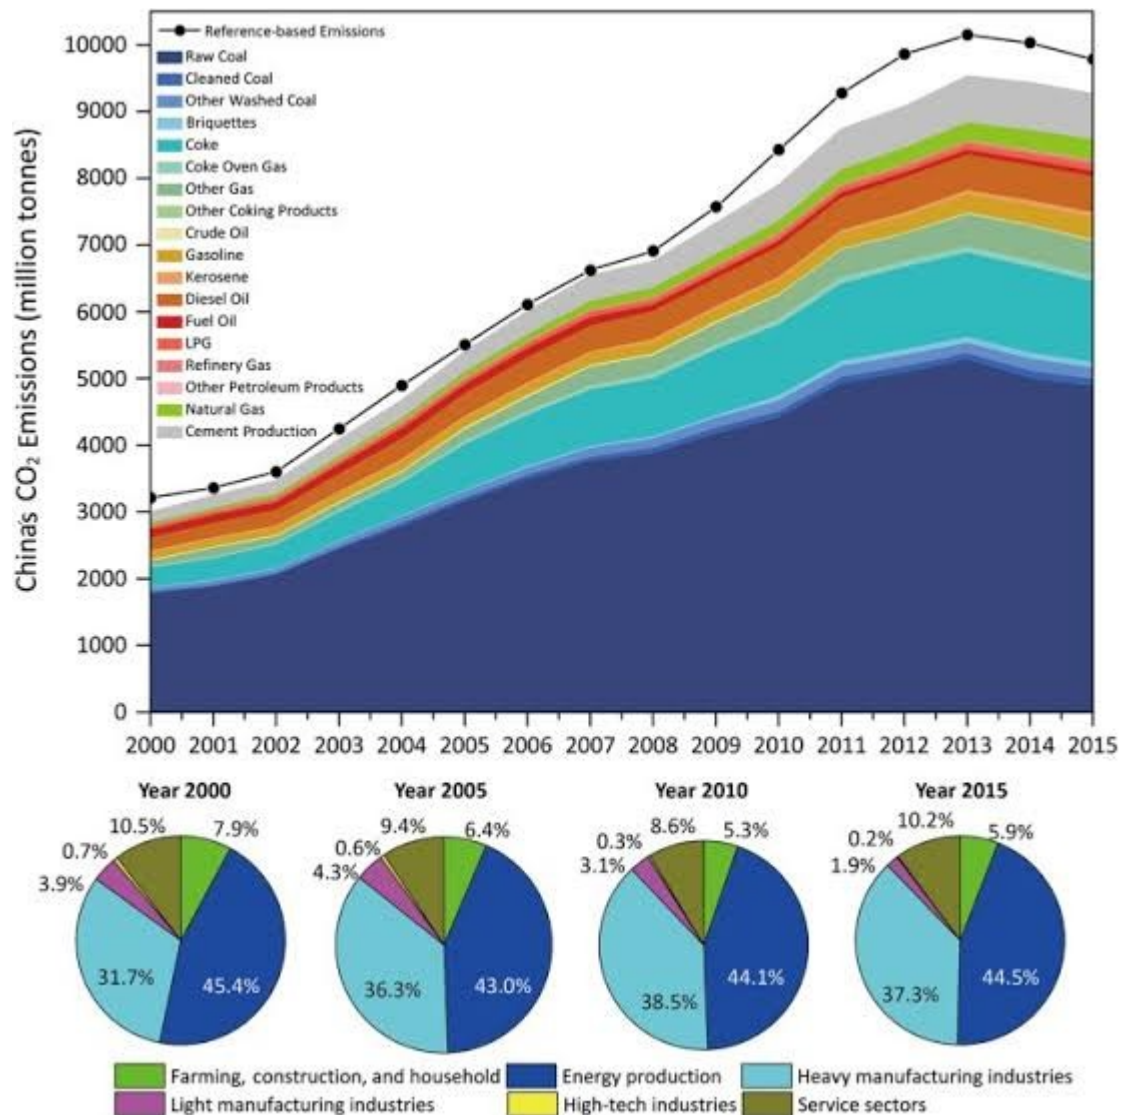 China's CO₂ Emissions (million tonnes)
10000
9000
8000
7000
6000
5000
4000
3000
2000
1000
0
Reference-based Emissions
Raw Coal
Cleaned Coal
Other Washed Coal
Briquettes
Coke
Coke Oven Gas
Other Gas
Other Coking Products
Crude Oil
Gasoline
Kerosene
Diesel Oil
Fuel Oil
LPG
Refinery Gas
Other Petroleum Products
Natural Gas
Cement Production
2000 2001 2002 2003 2004 2005 2006 2007 2008 2009 2010 2011 2012 2013 2014 2015
Year 2000
10.5%
7.9%
0.7%
3.9%
31.7%
45.4%
Year 2005
9.4%
6.4%
0.6%
4.3%
36.3%
43.0%
Year 2010
8.6%
5.3%
0.3%
3.1%
38.5%
44.1%
Year 2015
10.2%
5.9%
0.2%
1.9%
37.3%
44.5%
Farming, construction, and household
Energy production
Heavy manufacturing industries
Light manufacturing industries
High-tech industries
Service sectors